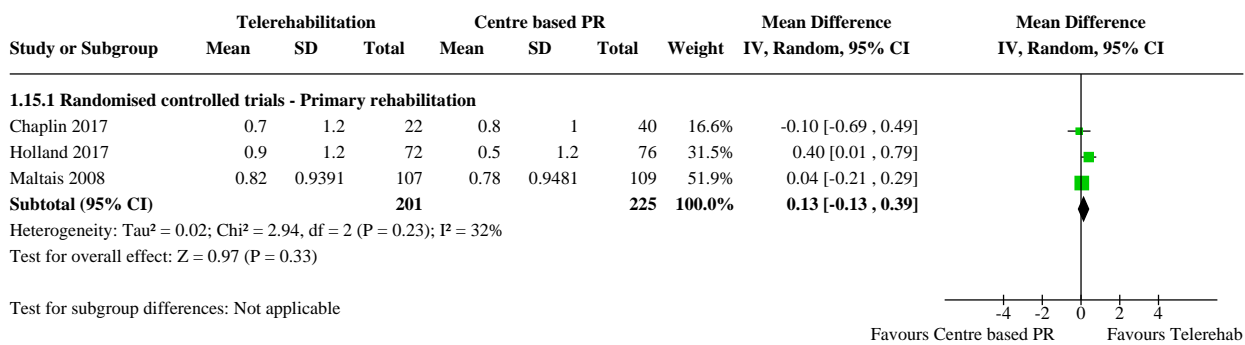 Telerehabilitation Centre based PR Mean Difference Mean Difference
Study or Subgroup Mean SD Total Mean SD Total Weight IV, Random, 95% CI IV, Random, 95% CI
1.15.1 Randomised controlled trials - Primary rehabilitation
Chaplin 2017 0.7 1.2 22 0.8 1 40 16.6% -0.10 [-0.69 , 0.49]
Holland 2017 0.9 1.2 72 0.5 1.2 76 31.5% 0.40 [0.01 , 0.79]
Maltais 2008 0.82 0.9391 107 0.78 0.9481 109 51.9% 0.04 [-0.21 , 0.29]
Subtotal (95% CI) 201 225 100.0% 0.13 [-0.13 , 0.39]
Heterogeneity: Tau² = 0.02; Chi² = 2.94, df = 2 (P = 0.23); I² = 32%
Test for overall effect: Z = 0.97 (P = 0.33)
Test for subgroup differences: Not applicable
-4 -2 0 2 4
Favours Centre based PR Favours Telerehab